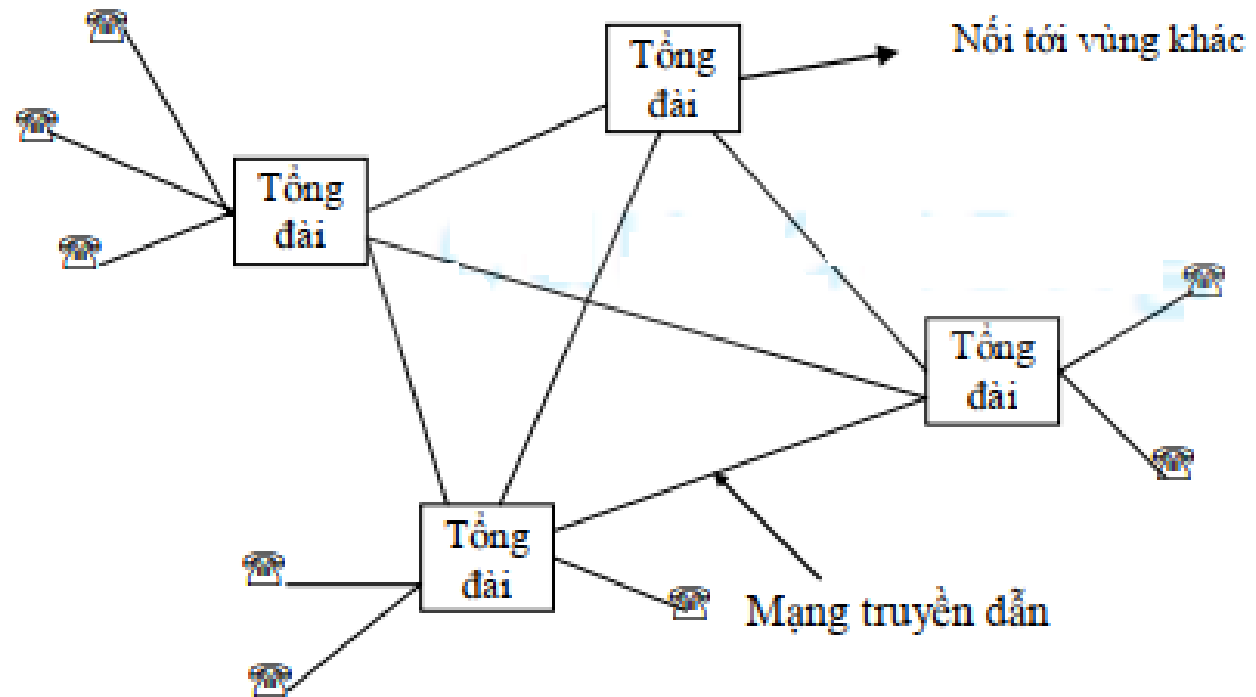 Tổng
đài
Nối tới vùng khác
Tổng
đài
Tổng
đài
Tổng
đài
Mạng truyền dẫn